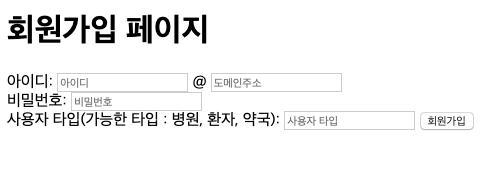 회원가입 페이지
아이디: 아이디 @ 도메인주소
비밀번호: 비밀번호
사용자 타입(가능한 타입 : 병원, 환자, 약국): 사용자 타입 회원가입